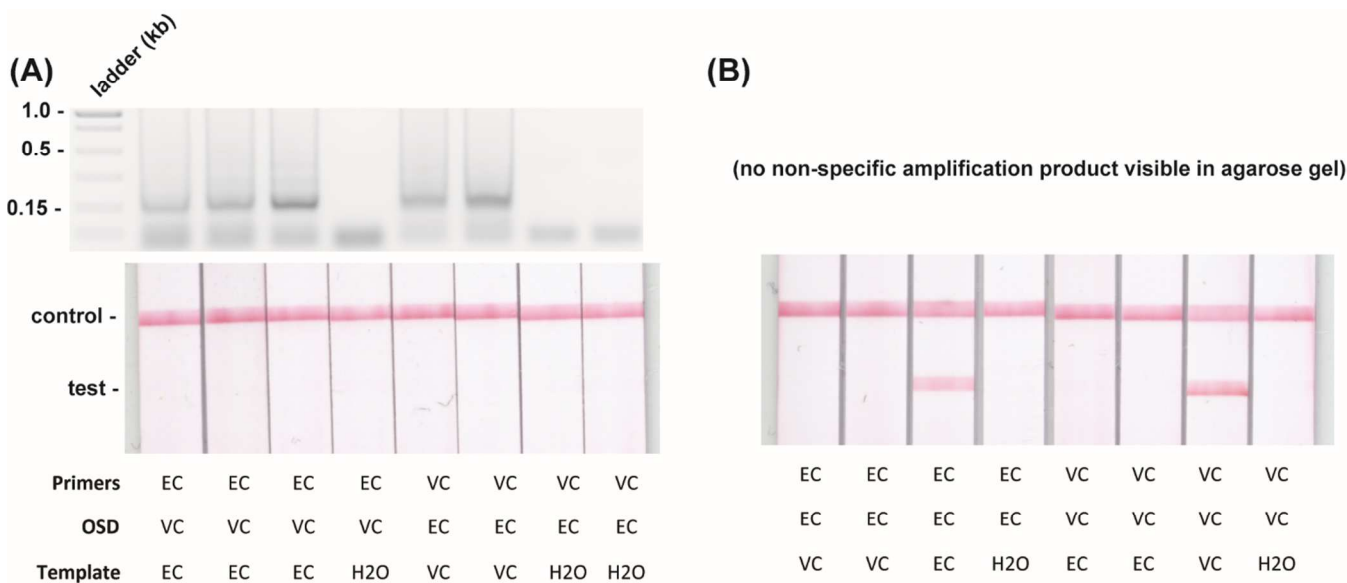 (A)
ladder (kb)
1.0 -
0.5 -
0.15 -
control -
test -
Primers EC EC EC EC VC VC VC VC
OSD VC VC VC VC EC EC EC EC
Template EC EC EC H2O VC VC H2O H2O
(B)
(no non-specific amplification product visible in agarose gel)
EC EC EC EC VC VC VC VC
EC EC EC EC VC VC VC VC
VC VC EC H2O EC EC VC H2O